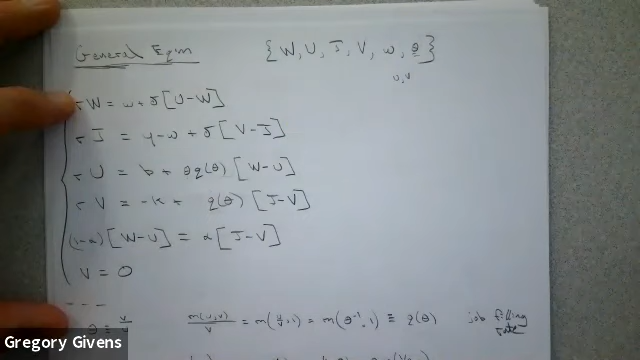 General Eqm {W, U, J, V, ω, θ}
u, v
rW = ω + δ[U-W]
rJ = y-ω + δ[V-J]
rU = b + θq(θ)[W-U]
rV = -κ + q(θ)[J-V]
(1-α)[W-U] = α[J-V]
V = 0
---
θ = v/u m(u,v)/v = m(u/v,1) = m(θ⁻¹,1) ≡ q(θ) job filling rate
Gregory Givens